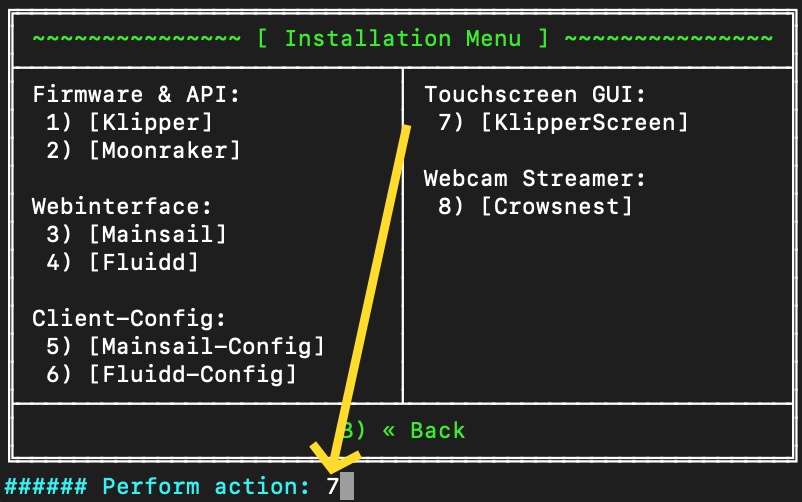 ~~~~~~~~~~~~~~~ [ Installation Menu ] ~~~~~~~~~~~~~~~
Firmware & API:
1) [Klipper]
2) [Moonraker]
Webinterface:
3) [Mainsail]
4) [Fluidd]
Client-Config:
5) [Mainsail-Config]
6) [Fluidd-Config]
Touchscreen GUI:
7) [KlipperScreen]
Webcam Streamer:
8) [Crowsnest]
B) « Back
###### Perform action: 7